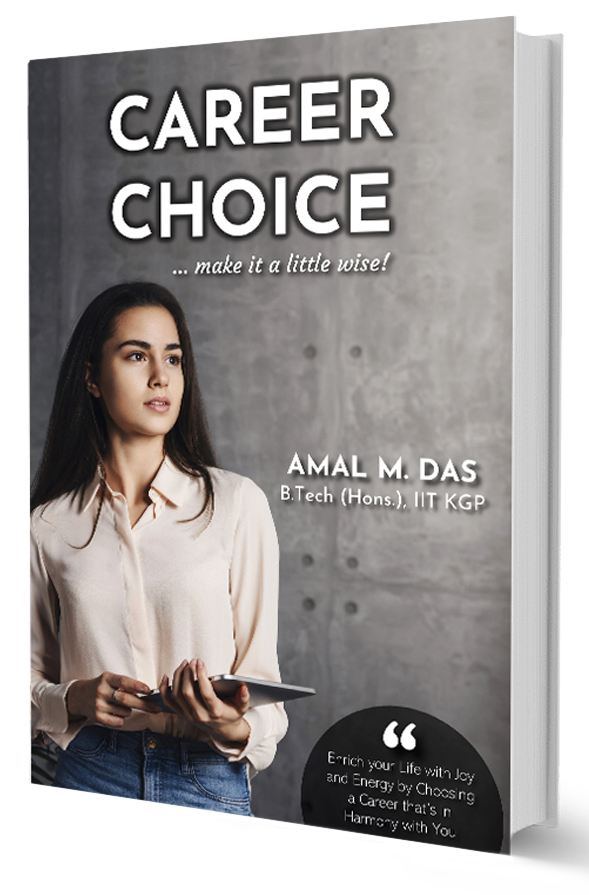 CAREER
CHOICE
... make it a little wise!
AMAL M. DAS
B.Tech (Hons.), IIT KGP
“
Enrich your Life with Joy
and Energy by Choosing
a Career that's in
Harmony with You